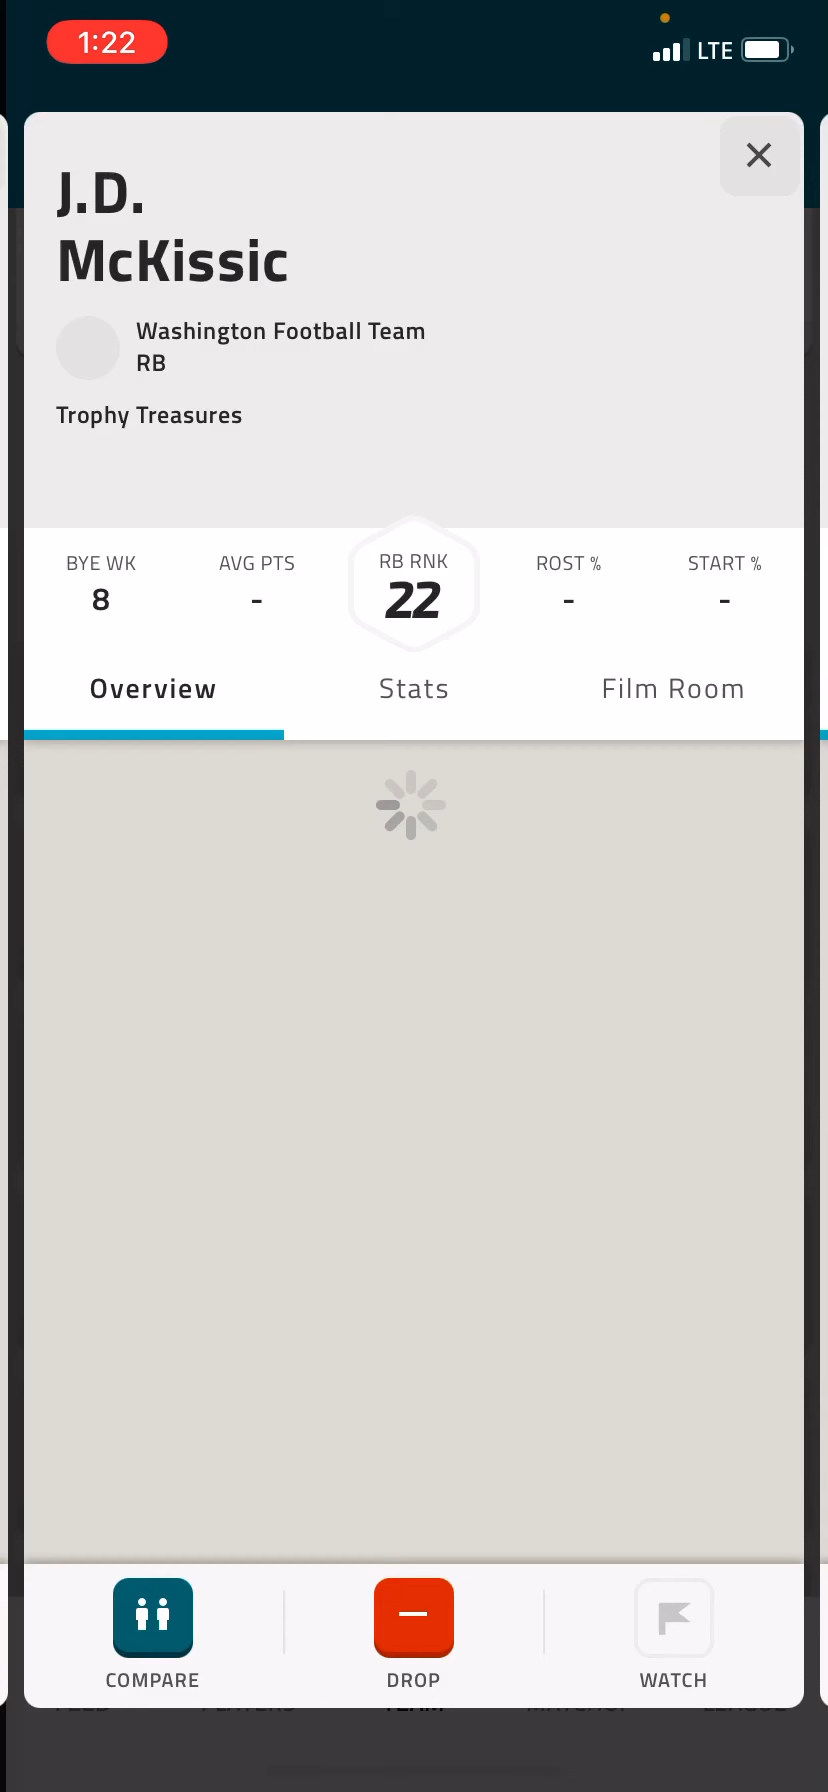 1:22
LTE
J.D.
McKissic
Washington Football Team
RB
Trophy Treasures
BYE WK
8
AVG PTS
-
RB RNK
22
ROST %
-
START %
-
Overview
Stats
Film Room
COMPARE
DROP
WATCH